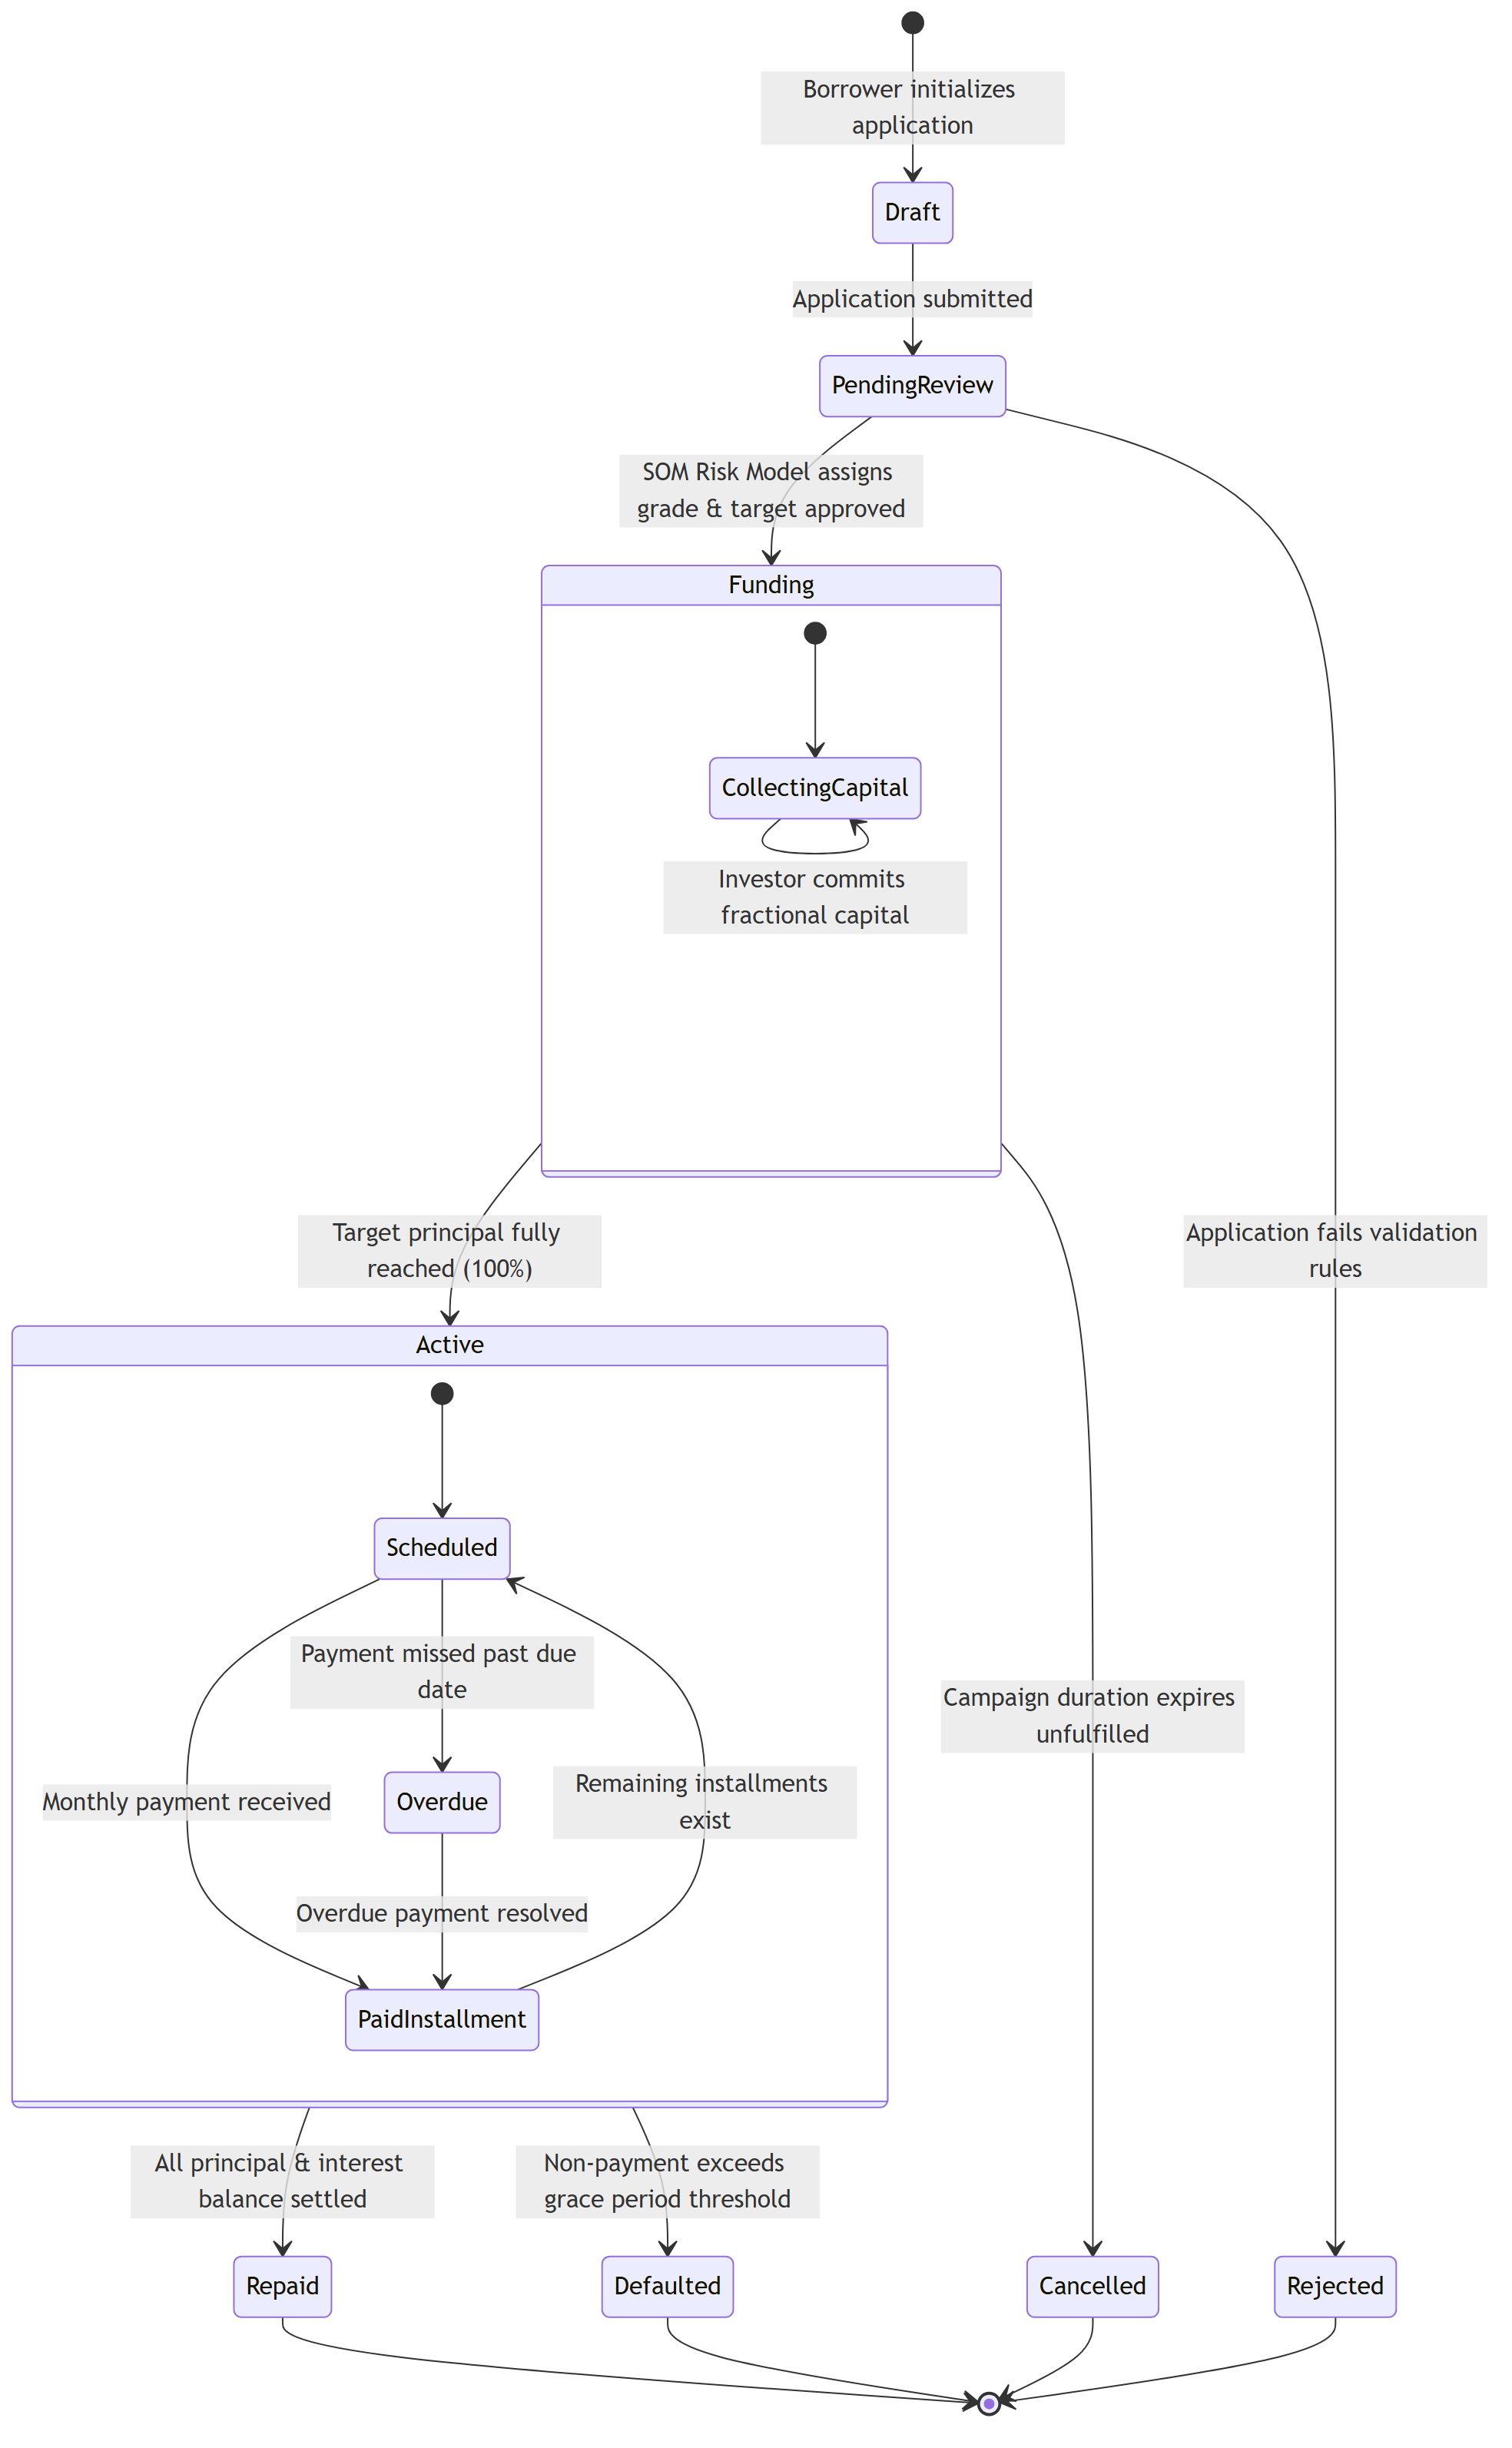 Borrower initializes
application
Draft
Application submitted
PendingReview
SOM Risk Model assigns
grade & target approved
Funding
CollectingCapital
Investor commits
fractional capital
Target principal fully
reached (100%)
Application fails validation
rules
Active
Scheduled
Payment missed past due
date
Campaign duration expires
unfulfilled
Monthly payment received
Overdue
Remaining installments
exist
Overdue payment resolved
PaidInstallment
All principal & interest
balance settled
Non-payment exceeds
grace period threshold
Repaid
Defaulted
Cancelled
Rejected